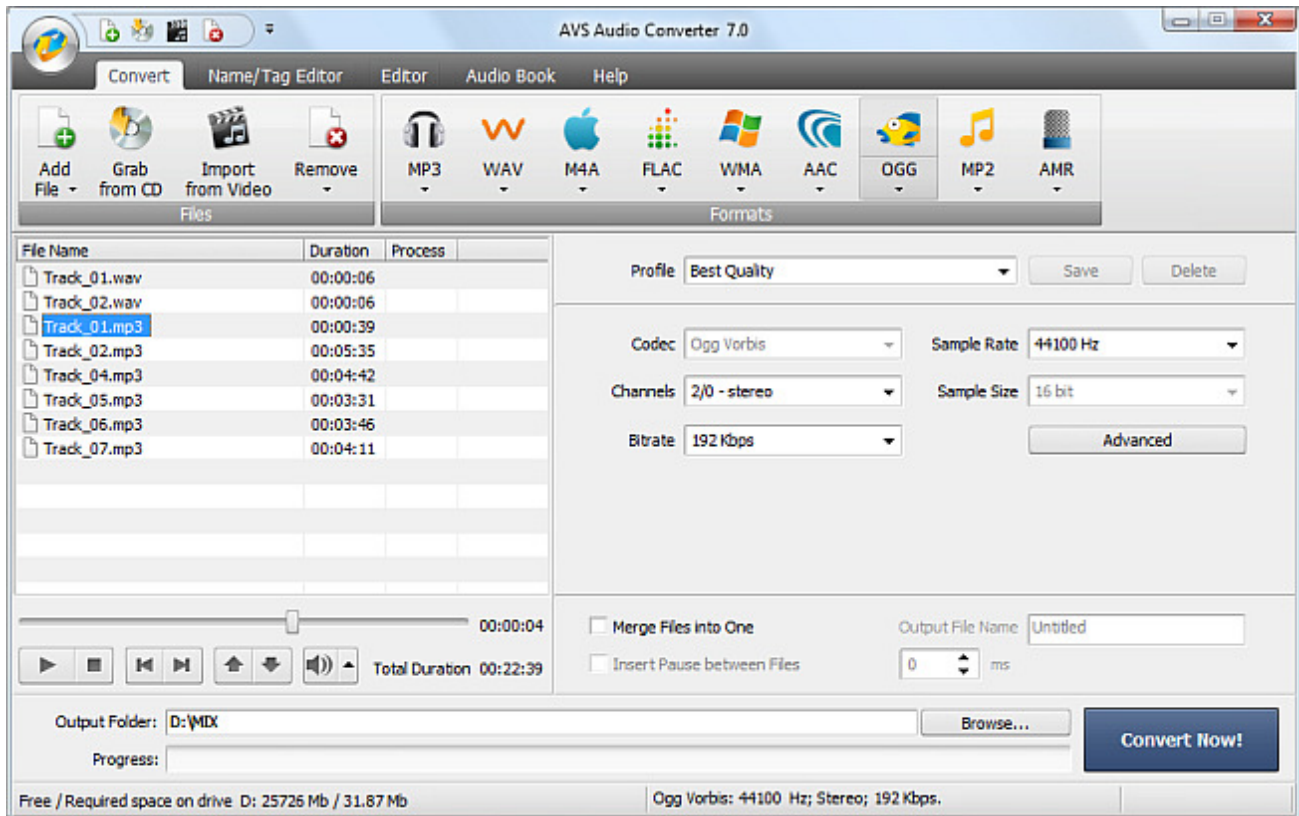 AVS Audio Converter 7.0
Convert Name/Tag Editor Editor Audio Book Help
Add File Grab from CD Import from Video Remove MP3 WAV M4A FLAC WMA AAC OGG MP2 AMR
Files Formats
File Name Duration Process
Track_01.wav 00:00:06
Track_02.wav 00:00:06
Track_01.mp3 00:00:39
Track_02.mp3 00:05:35
Track_04.mp3 00:04:42
Track_05.mp3 00:03:31
Track_06.mp3 00:03:46
Track_07.mp3 00:04:11
00:00:04
Total Duration 00:22:39
Profile Best Quality Save Delete
Codec Ogg Vorbis Sample Rate 44100 Hz
Channels 2/0 - stereo Sample Size 16 bit
Bitrate 192 Kbps Advanced
Merge Files into One Output File Name Untitled
Insert Pause between Files 0 ms
Output Folder: D:\MIX Browse... Convert Now!
Progress:
Free / Required space on drive D: 25726 Mb / 31.87 Mb Ogg Vorbis: 44100 Hz; Stereo; 192 Kbps.